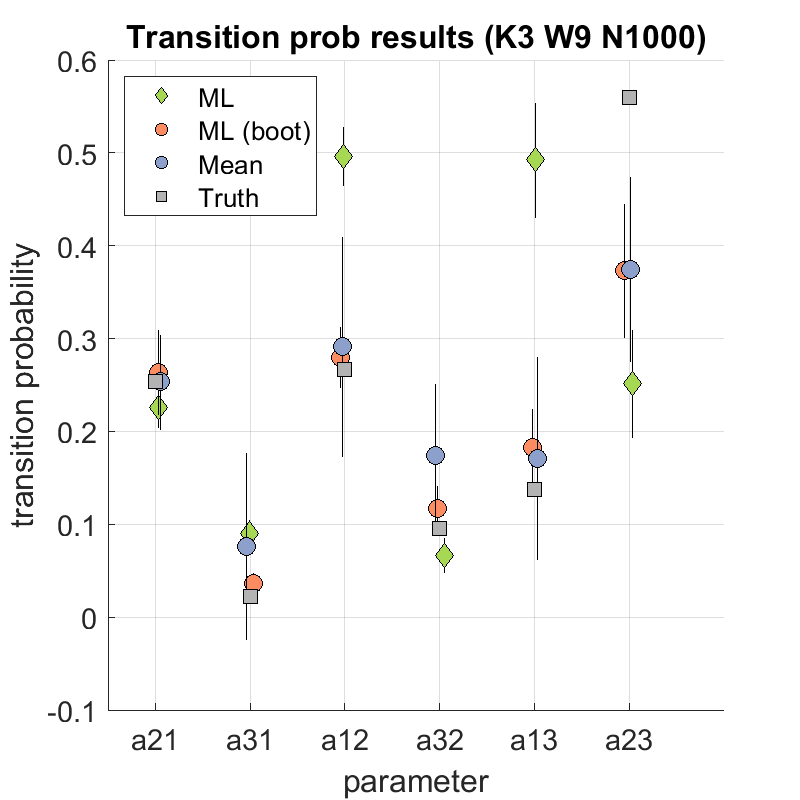 Transition prob results (K3 W9 N1000)
0.6
0.5
0.4
0.3
0.2
0.1
0
-0.1
transition probability
ML
ML (boot)
Mean
Truth
a21 a31 a12 a32 a13 a23
parameter